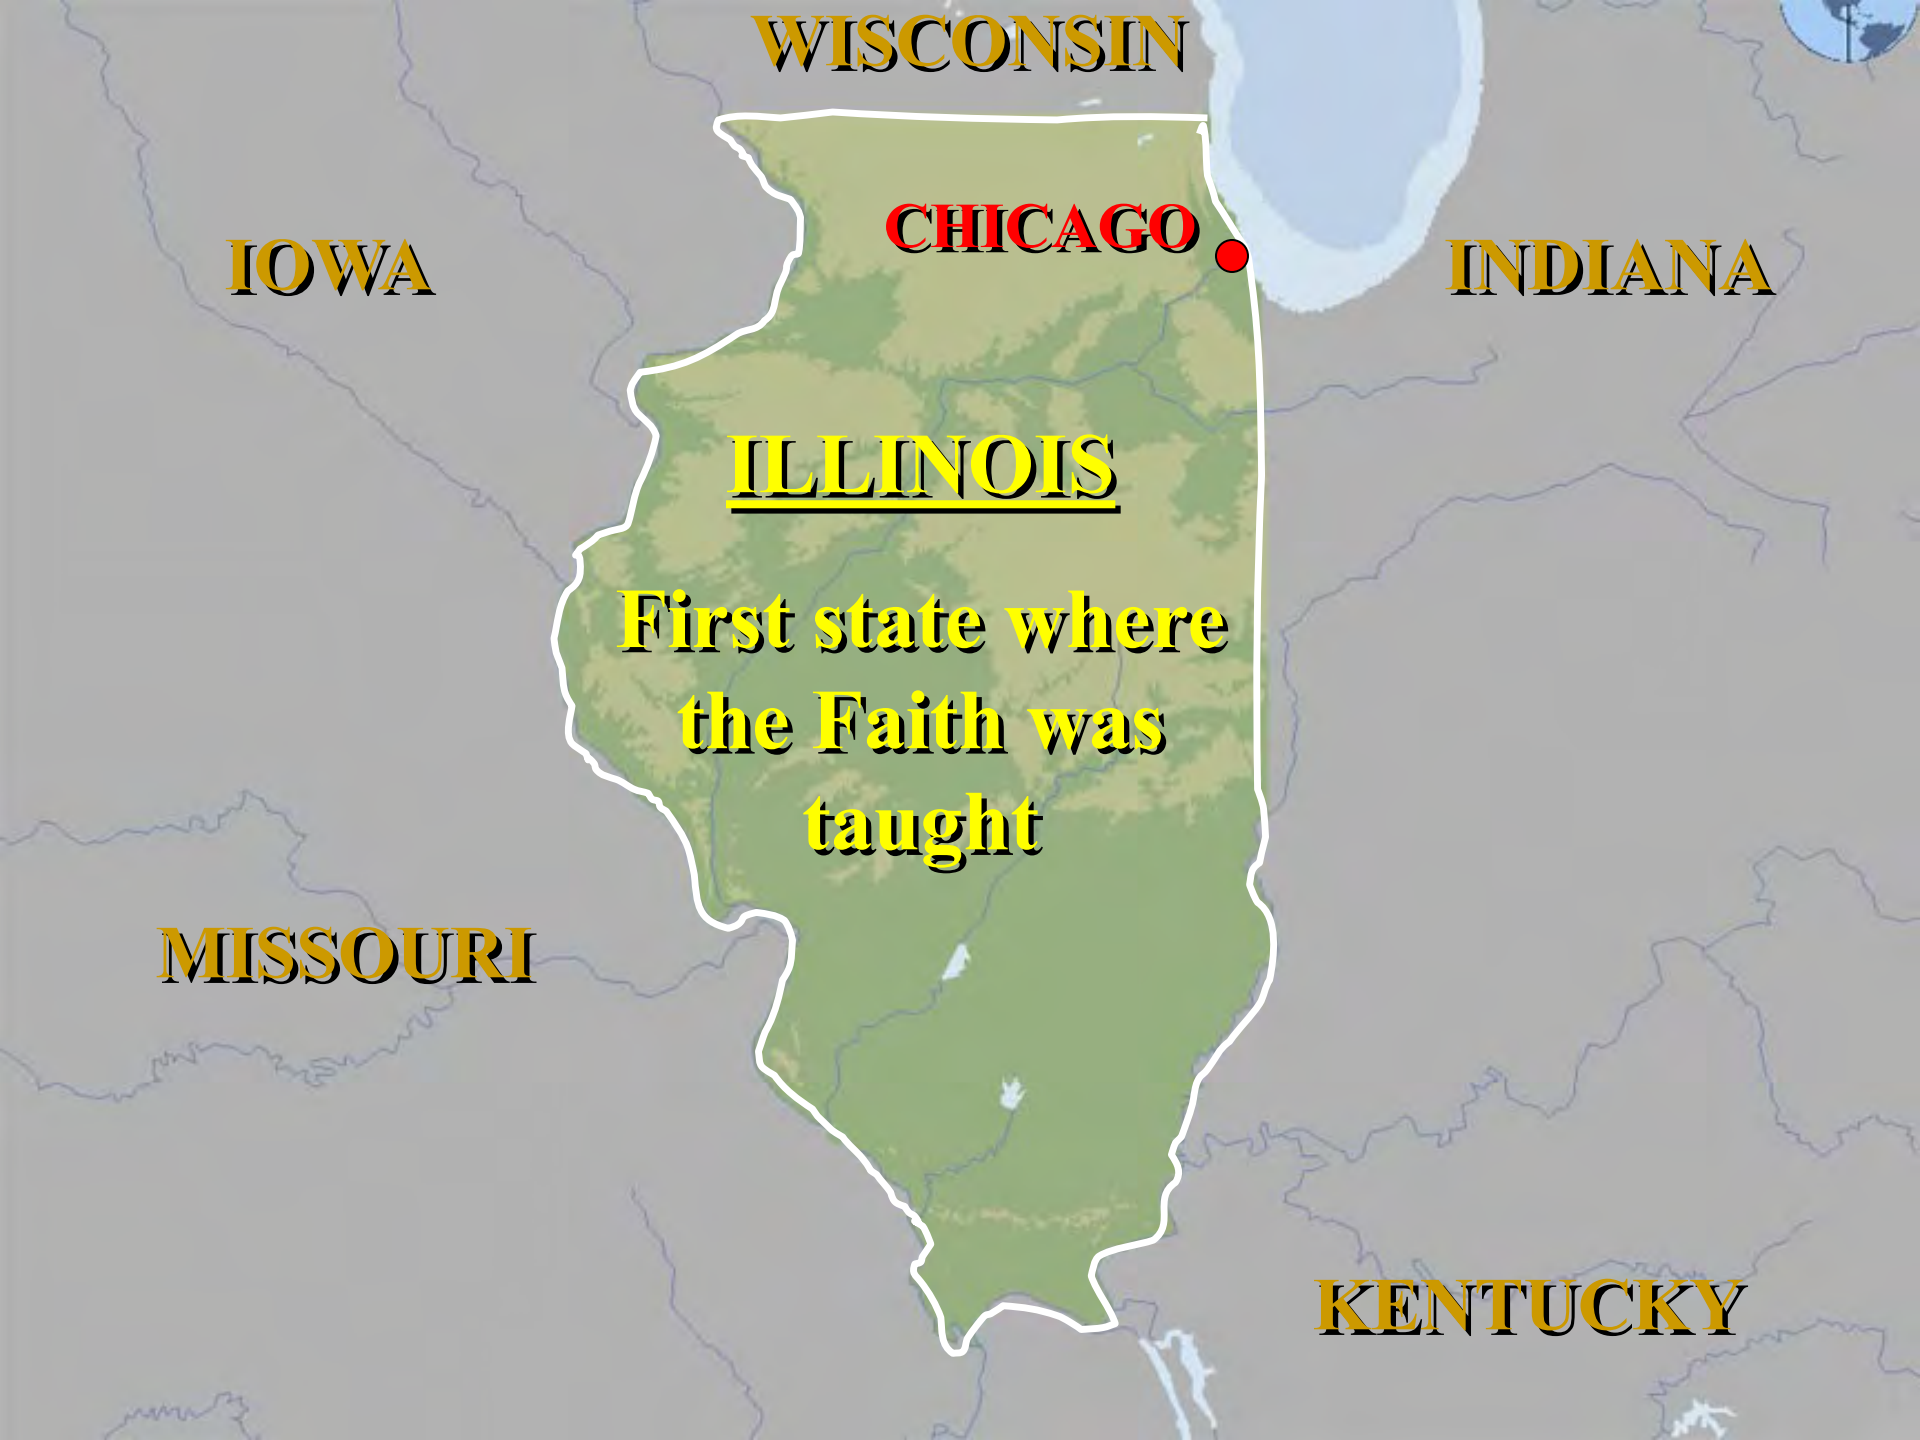 WISCONSIN
CHICAGO
IOWA
INDIANA
ILLINOIS
First state where
the Faith was
taught
MISSOURI
KENTUCKY